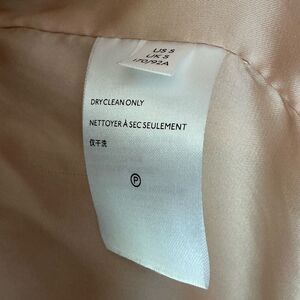 US S
UK S
170/92A
DRY CLEAN ONLY
NETTOYER À SEC SEULEMENT
仅干洗
P